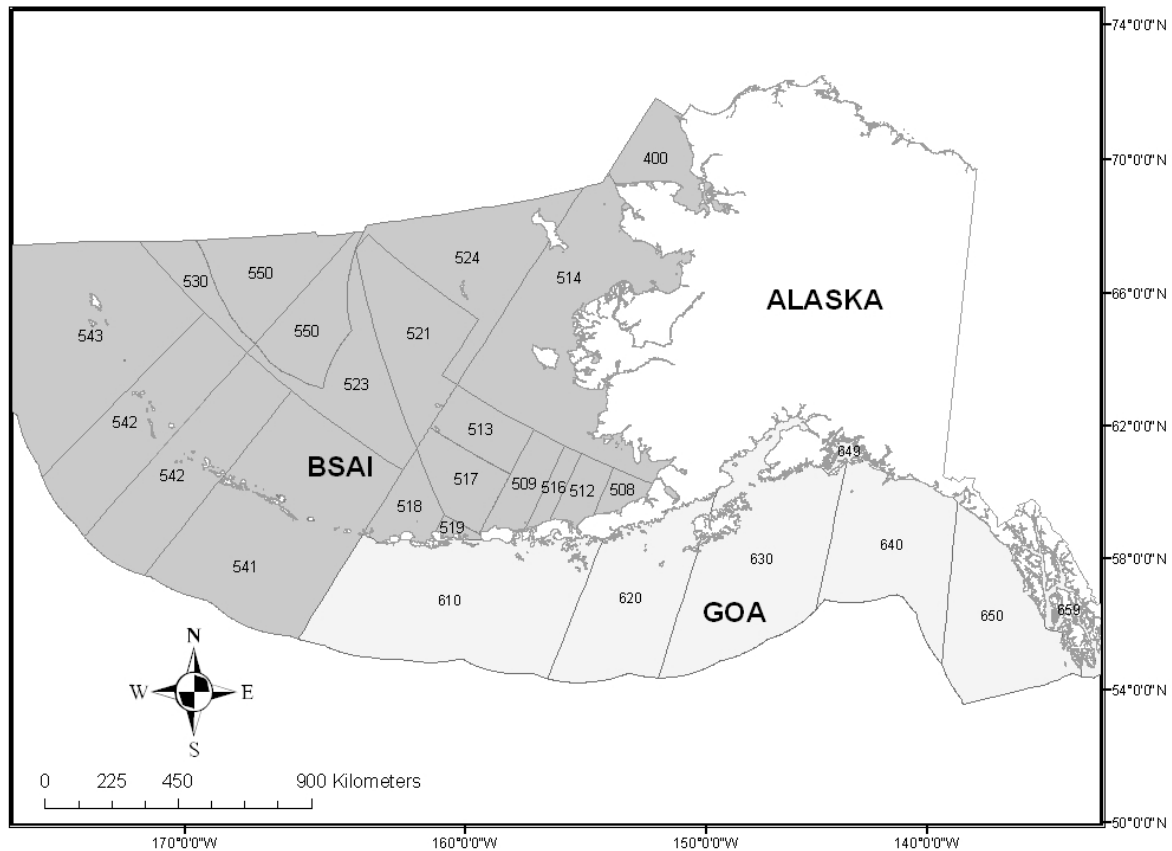 74°0'0"N
400
70°0'0"N
524
530
550
514
ALASKA
66°0'0"N
543
550
521
523
542
513
62°0'0"N
649
BSAI
542
517
509
516
512
508
518
519
58°0'0"N
541
630
640
610
620
GOA
650
659
N
W
E
S
54°0'0"N
0
225
450
900 Kilometers
50°0'0"N
170°0'0"W
160°0'0"W
150°0'0"W
140°0'0"W